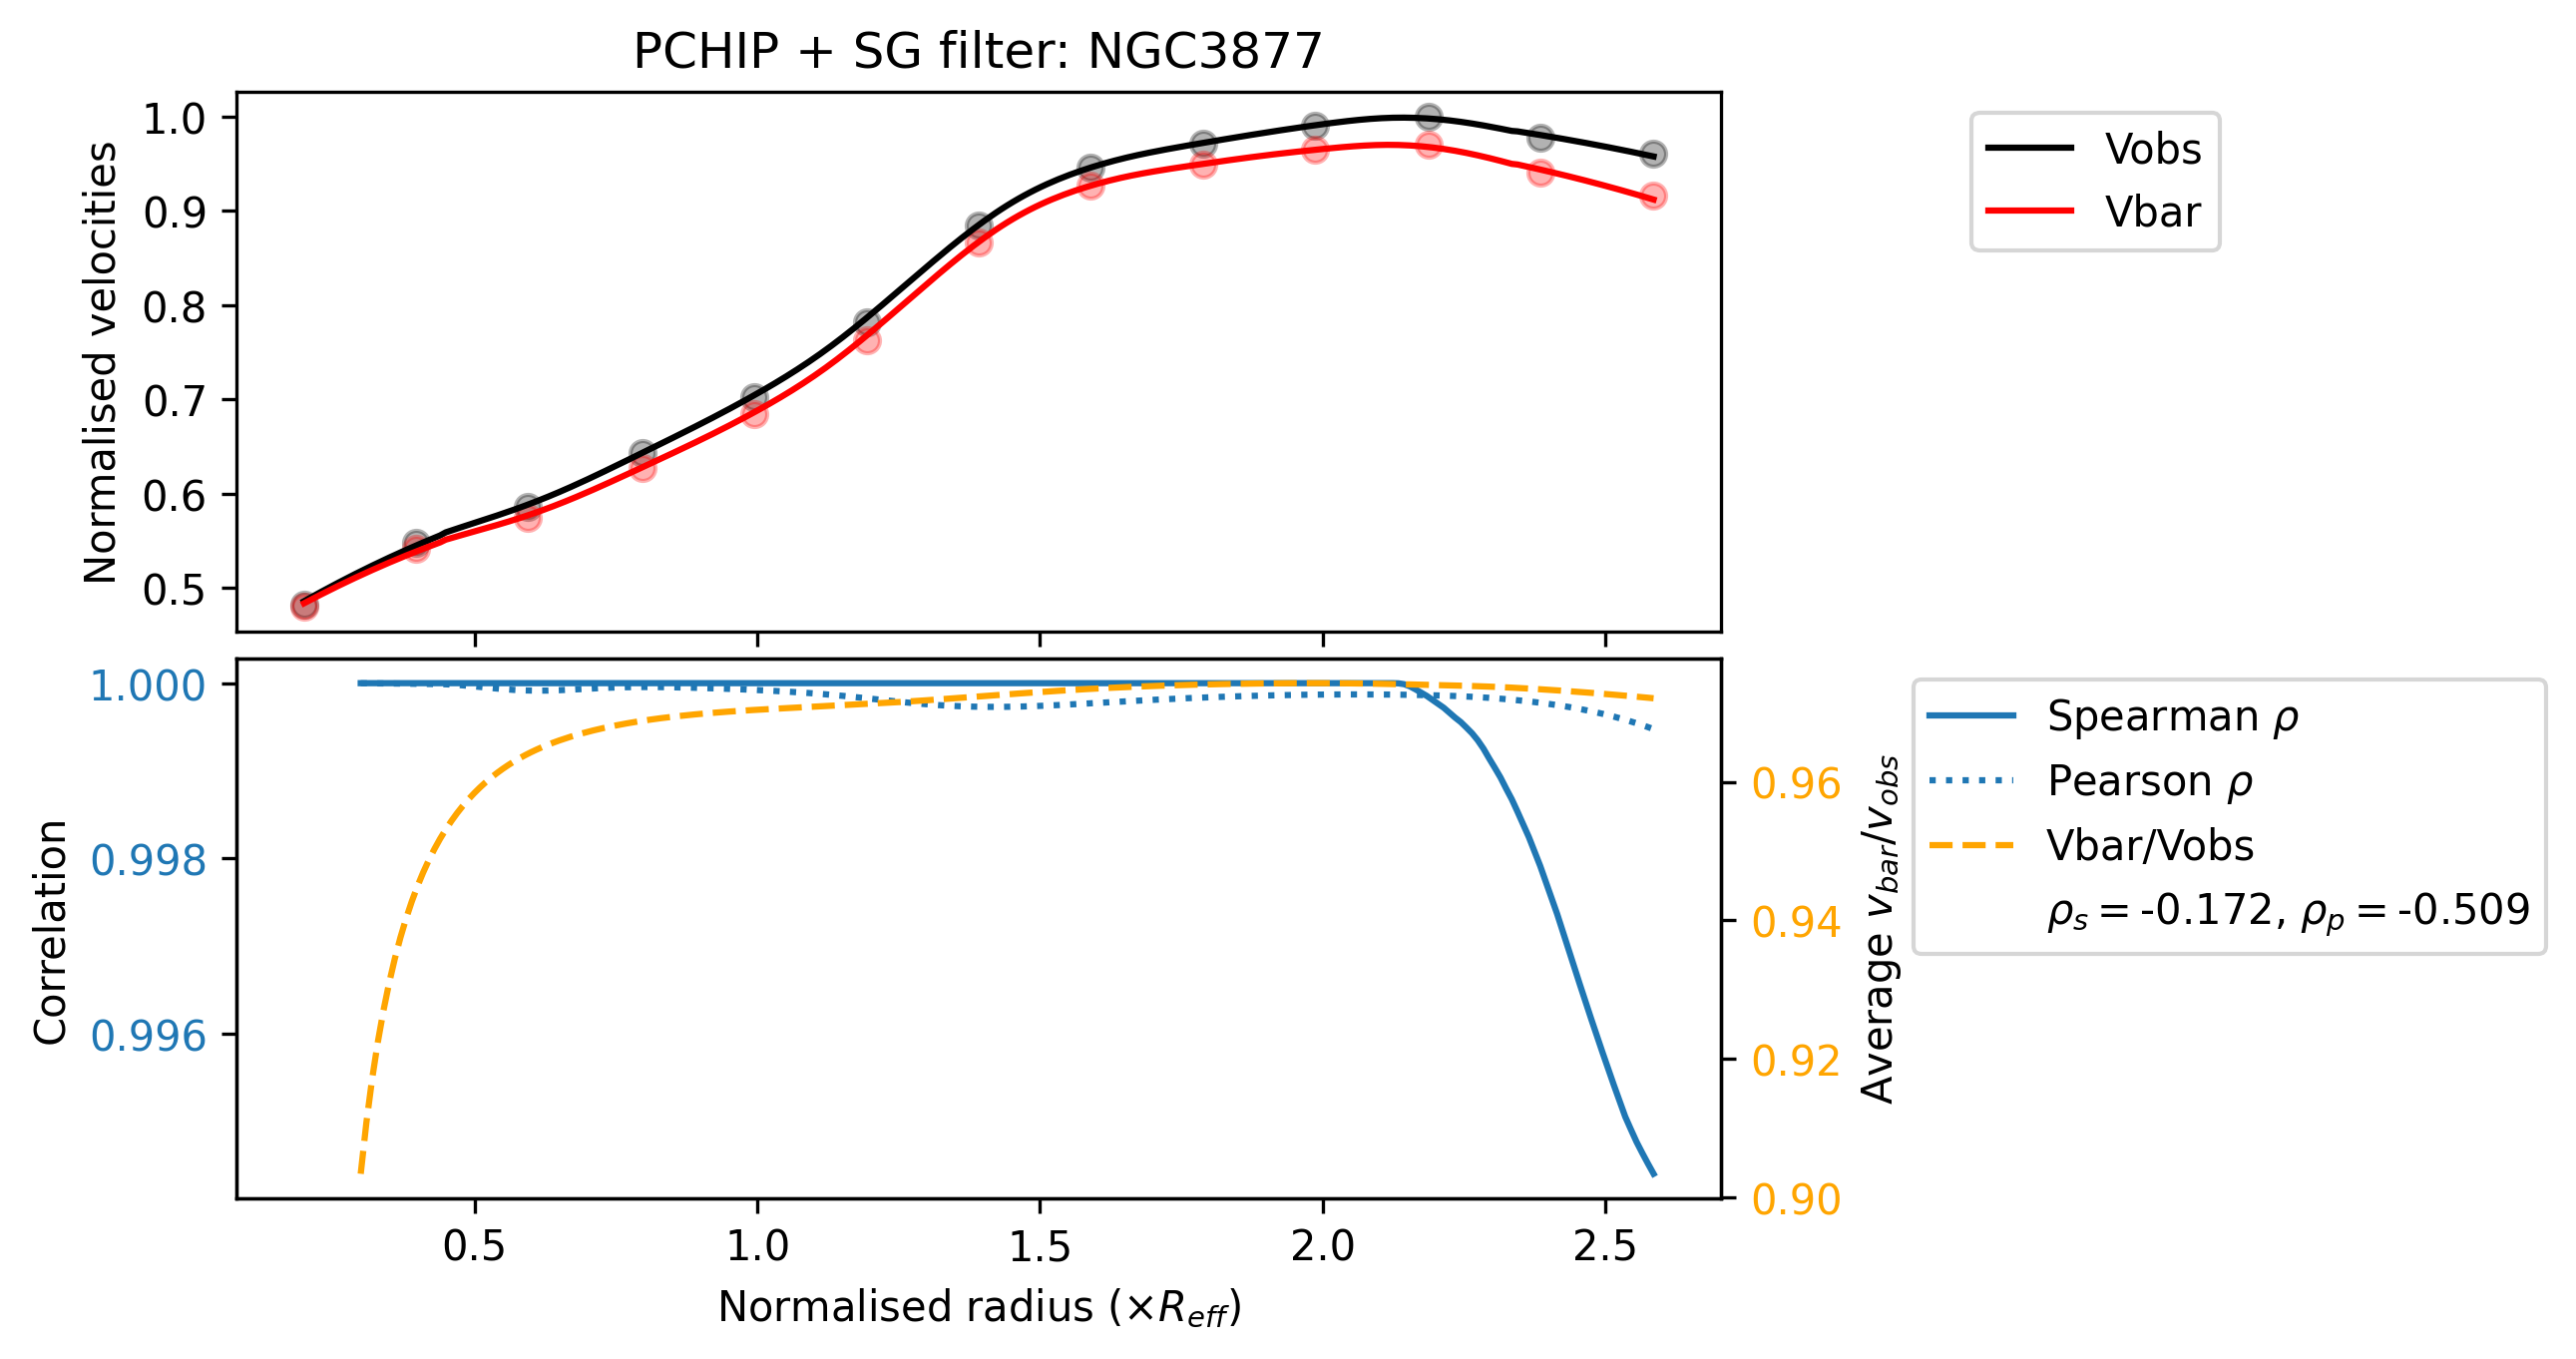 PCHIP + SG filter: NGC3877
Normalised velocities
1.0
0.9
0.8
0.7
0.6
0.5
Vobs
Vbar
Correlation
1.000
0.998
0.996
0.96
0.94
0.92
0.90
Average v_bar/v_obs
Spearman ρ
Pearson ρ
Vbar/Vobs
ρ_s = -0.172, ρ_p = -0.509
0.5 1.0 1.5 2.0 2.5
Normalised radius (×R_eff)